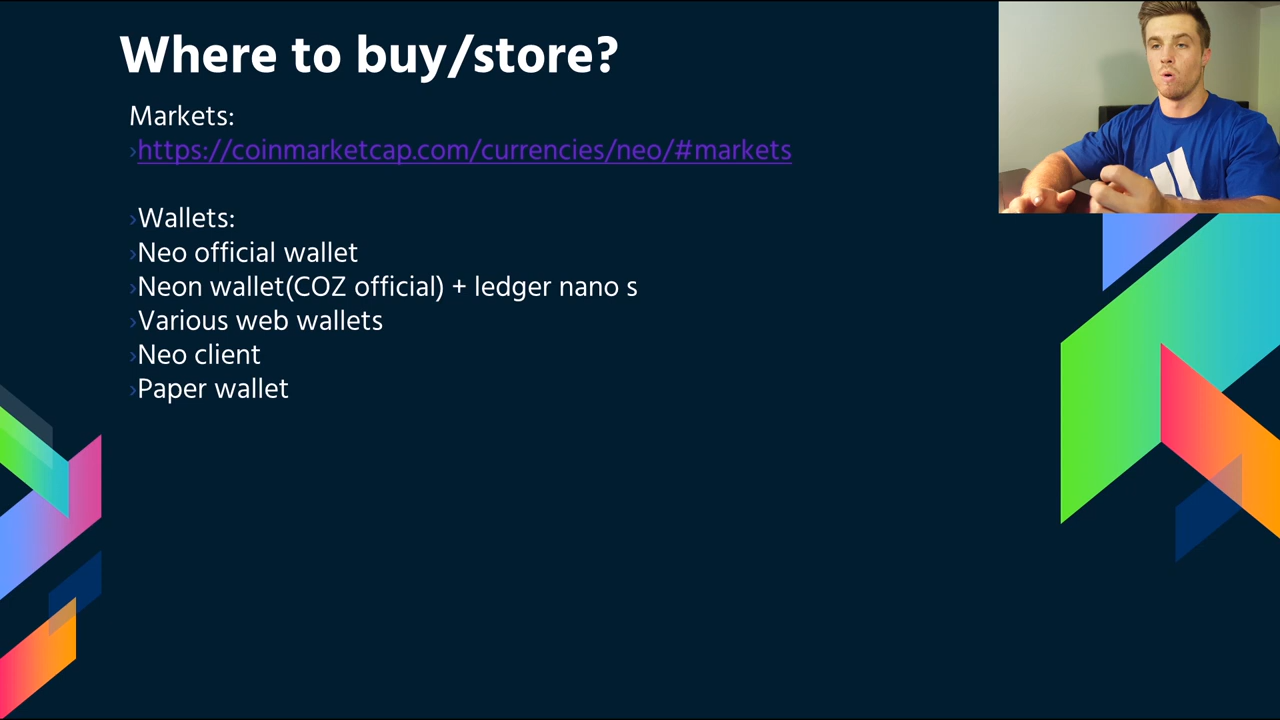 Where to buy/store?
Markets:
›https://coinmarketcap.com/currencies/neo/#markets
›Wallets:
›Neo official wallet
›Neon wallet(COZ official) + ledger nano s
›Various web wallets
›Neo client
›Paper wallet